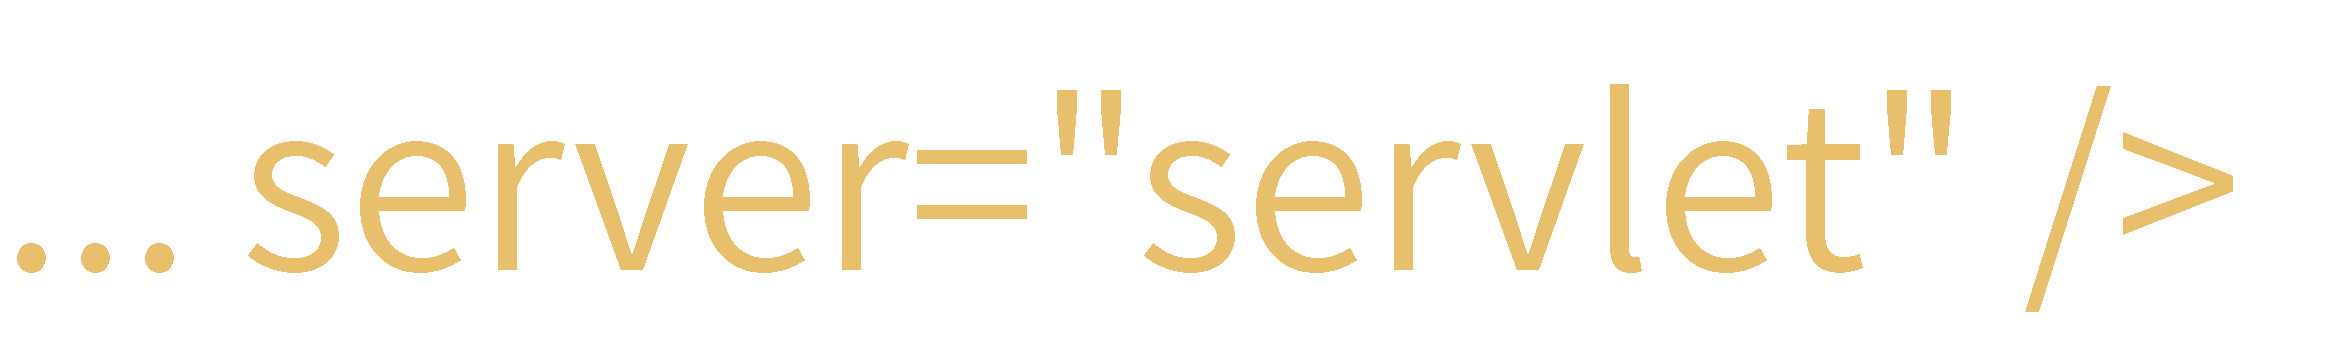 ... server="servlet" />